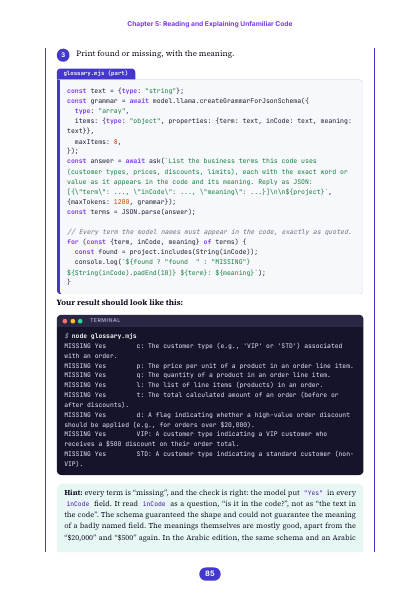 Chapter 5: Reading and Explaining Unfamiliar Code
3 Print found or missing, with the meaning.
glossary.mjs (part)
const text = {type: "string"};
const grammar = await model.llama.createGrammarForJsonSchema({
type: "array",
items: {type: "object", properties: {term: text, inCode: text, meaning:
text}},
maxItems: 8,
});
const answer = await ask(`List the business terms this code uses
(customer types, prices, discounts, limits), each with the exact word or
value as it appears in the code and its meaning. Reply as JSON:
[{\"term\": ..., \"inCode\": ..., \"meaning\": ...}]\n\n${project}`,
{maxTokens: 1200, grammar});
const terms = JSON.parse(answer);
// Every term the model names must appear in the code, exactly as quoted.
for (const {term, inCode, meaning} of terms) {
const found = project.includes(String(inCode));
console.log(`${found ? "found  " : "MISSING"}
${String(inCode).padEnd(10)} ${term}: ${meaning}`);
}
Your result should look like this:
TERMINAL
$ node glossary.mjs
MISSING Yes c: The customer type (e.g., 'VIP' or 'STD') associated
with an order.
MISSING Yes p: The price per unit of a product in an order line item.
MISSING Yes q: The quantity of a product in an order line item.
MISSING Yes l: The list of line items (products) in an order.
MISSING Yes t: The total calculated amount of an order (before or
after discounts).
MISSING Yes d: A flag indicating whether a high-value order discount
should be applied (e.g., for orders over $20,000).
MISSING Yes VIP: A customer type indicating a VIP customer who
receives a $500 discount on their order total.
MISSING Yes STD: A customer type indicating a standard customer (non-
VIP).
Hint: every term is "missing", and the check is right: the model put "Yes" in every
inCode field. It read inCode as a question, "is it in the code?", not as "the text in
the code". The schema guaranteed the shape and could not guarantee the meaning
of a badly named field. The meanings themselves are mostly good, apart from the
"$20,000" and "$500" again. In the Arabic edition, the same schema and an Arabic
85